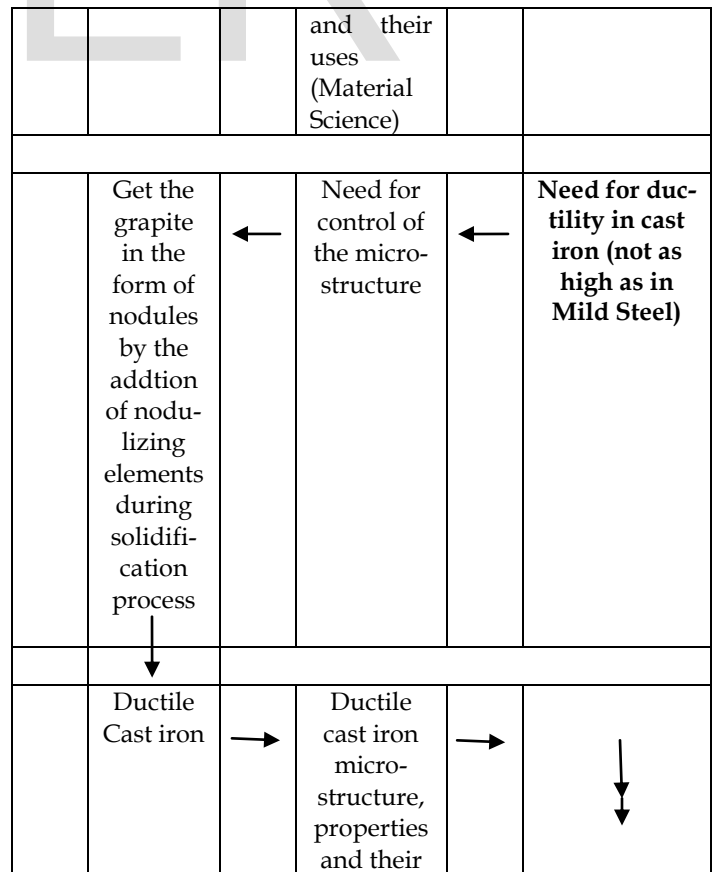 and their
uses
(Material
Science)
Get the
grapite
in the
form of
nodules
by the
addtion
of nodu-
lizing
elements
during
solidifi-
cation
process
Need for
control of
the micro-
structure
Need for duc-
tility in cast
iron (not as
high as in
Mild Steel)
Ductile
Cast iron
Ductile
cast iron
micro-
structure,
properties
and their